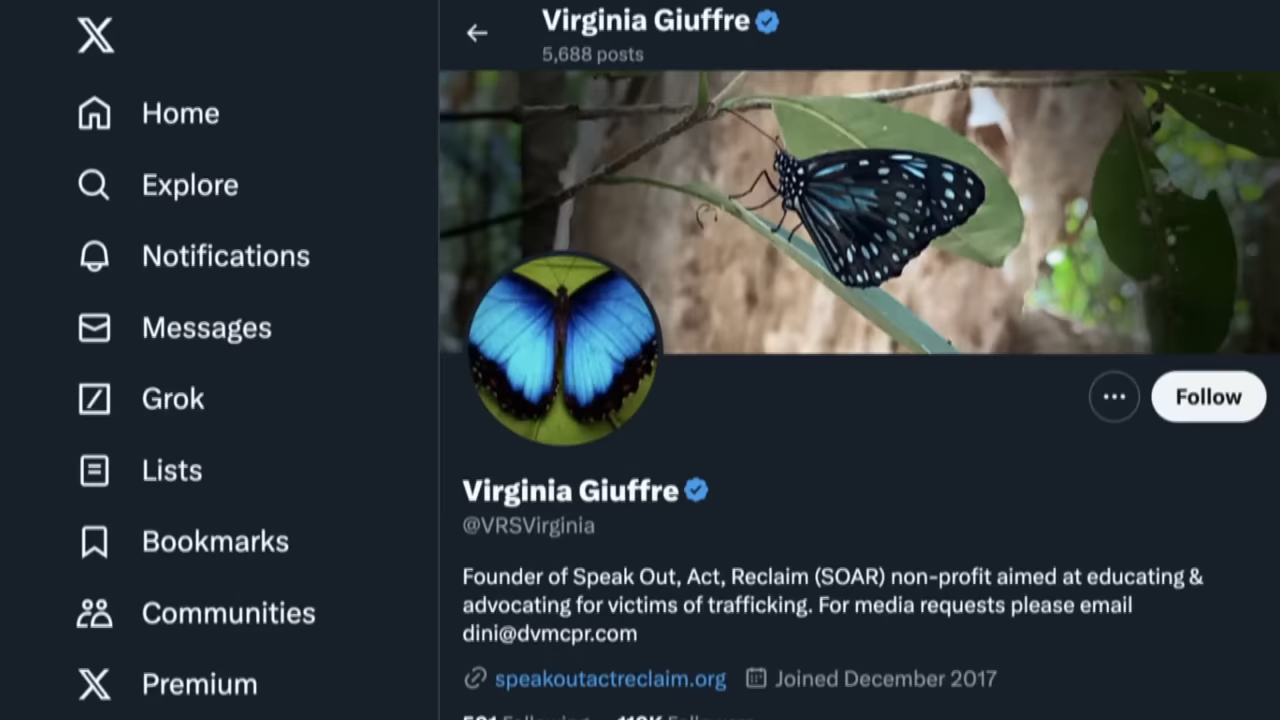 Virginia Giuffre
5,688 posts
Home
Explore
Notifications
Messages
Grok
Lists
Bookmarks
Communities
Premium
Follow
Virginia Giuffre
@VRSVirginia
Founder of Speak Out, Act, Reclaim (SOAR) non-profit aimed at educating &
advocating for victims of trafficking. For media requests please email
dini@dvmcpr.com
speakoutactreclaim.org Joined December 2017
Following Followers